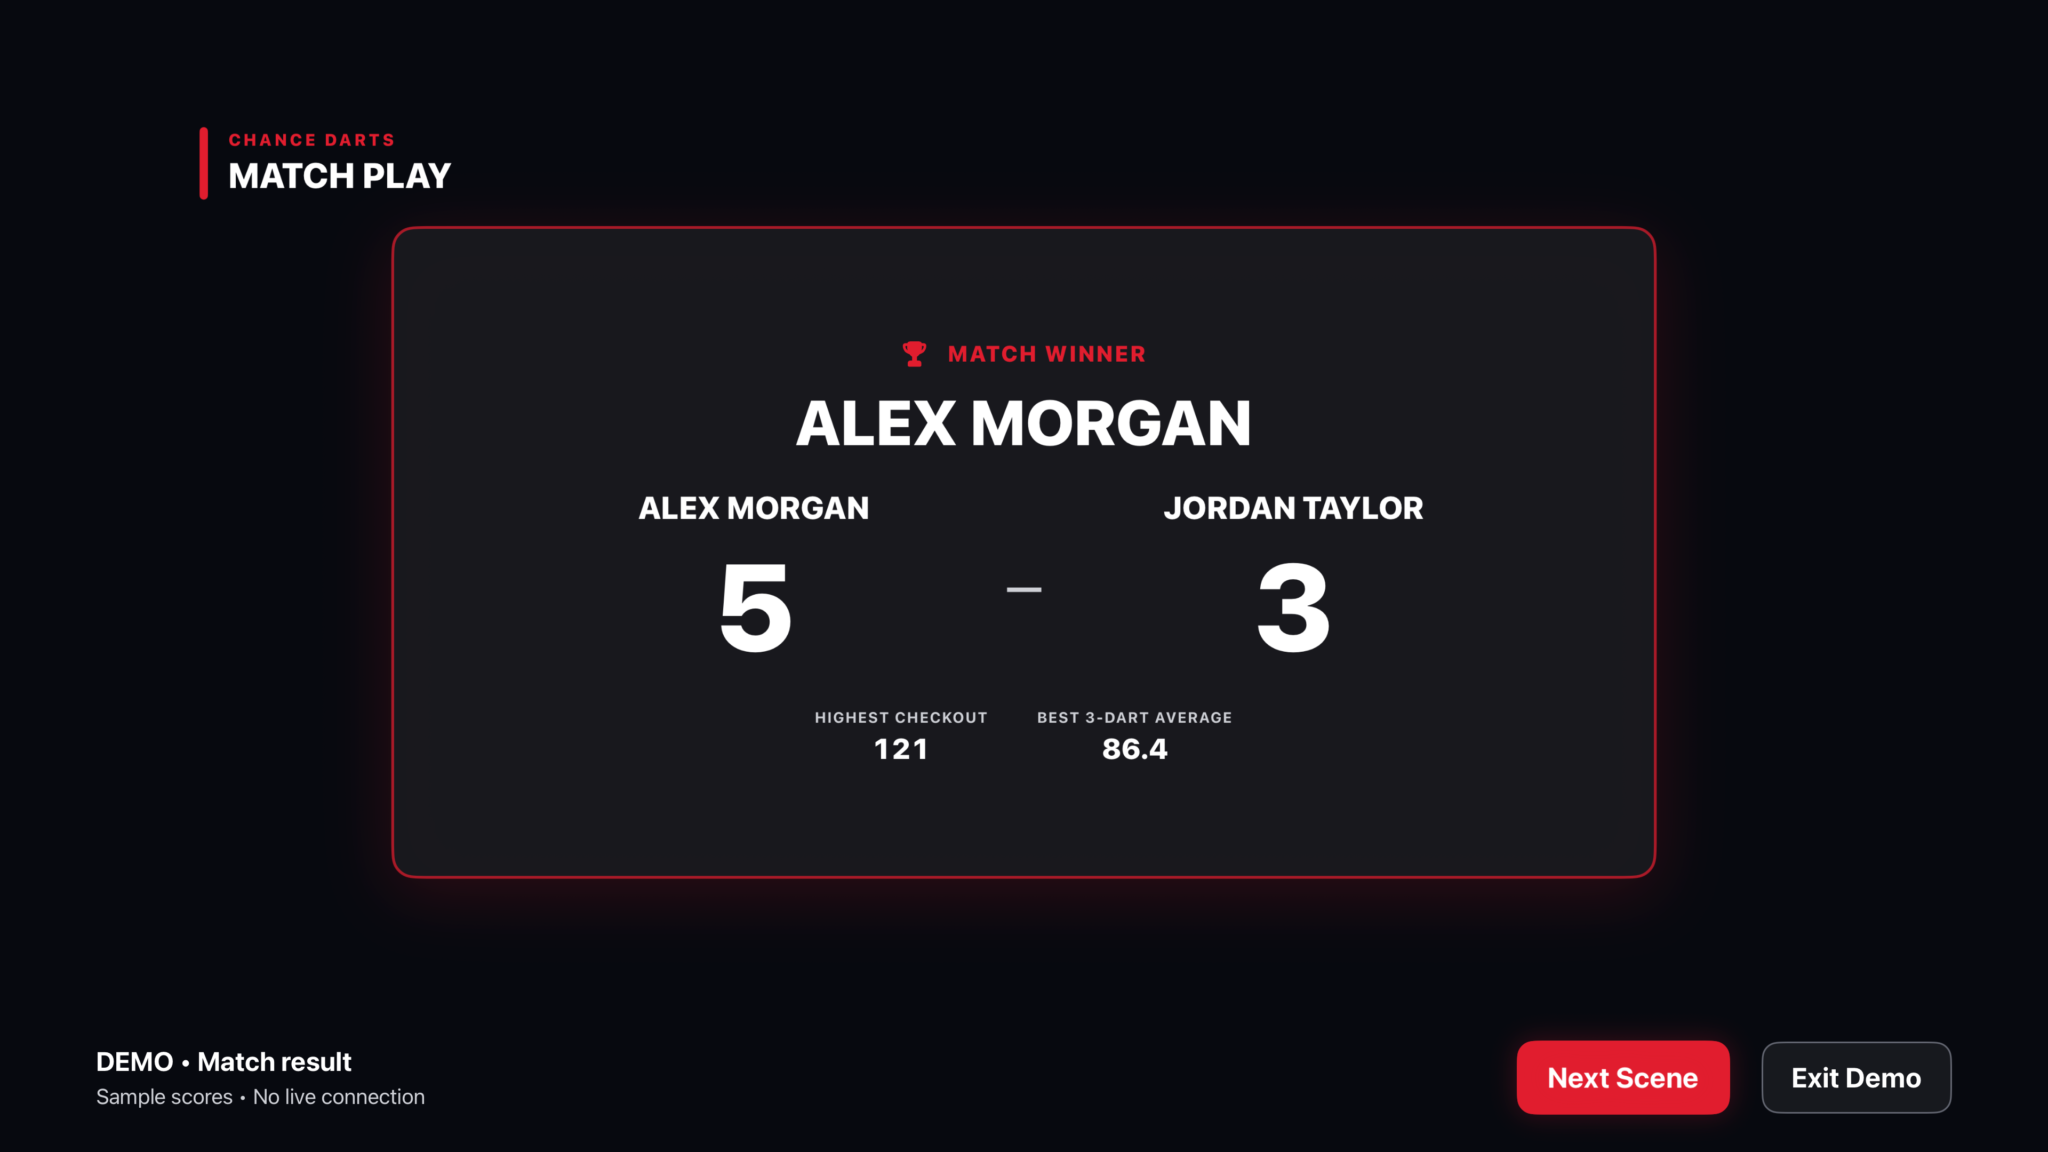 CHANCE DARTS
MATCH PLAY
MATCH WINNER
ALEX MORGAN
ALEX MORGAN
JORDAN TAYLOR
5 – 3
HIGHEST CHECKOUT
121
BEST 3-DART AVERAGE
86.4
DEMO • Match result
Sample scores • No live connection
Next Scene
Exit Demo